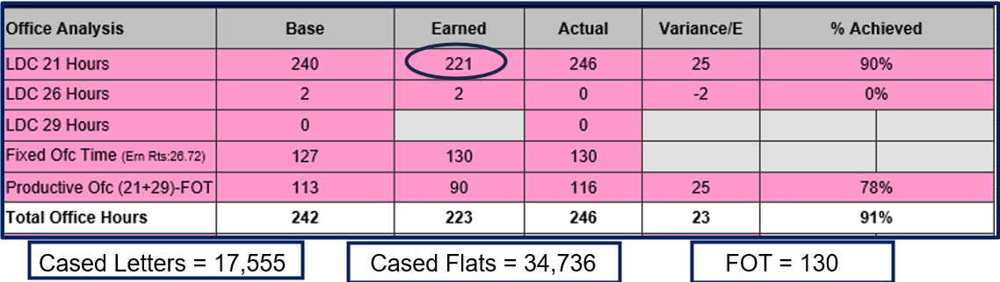 Office Analysis Base Earned Actual Variance/E % Achieved
LDC 21 Hours 240 221 246 25 90%
LDC 26 Hours 2 2 0 -2 0%
LDC 29 Hours 0 0
Fixed Ofc Time (Ern Rts:26.72) 127 130 130
Productive Ofc (21+29)-FOT 113 90 116 25 78%
Total Office Hours 242 223 246 23 91%
Cased Letters = 17,555 Cased Flats = 34,736 FOT = 130